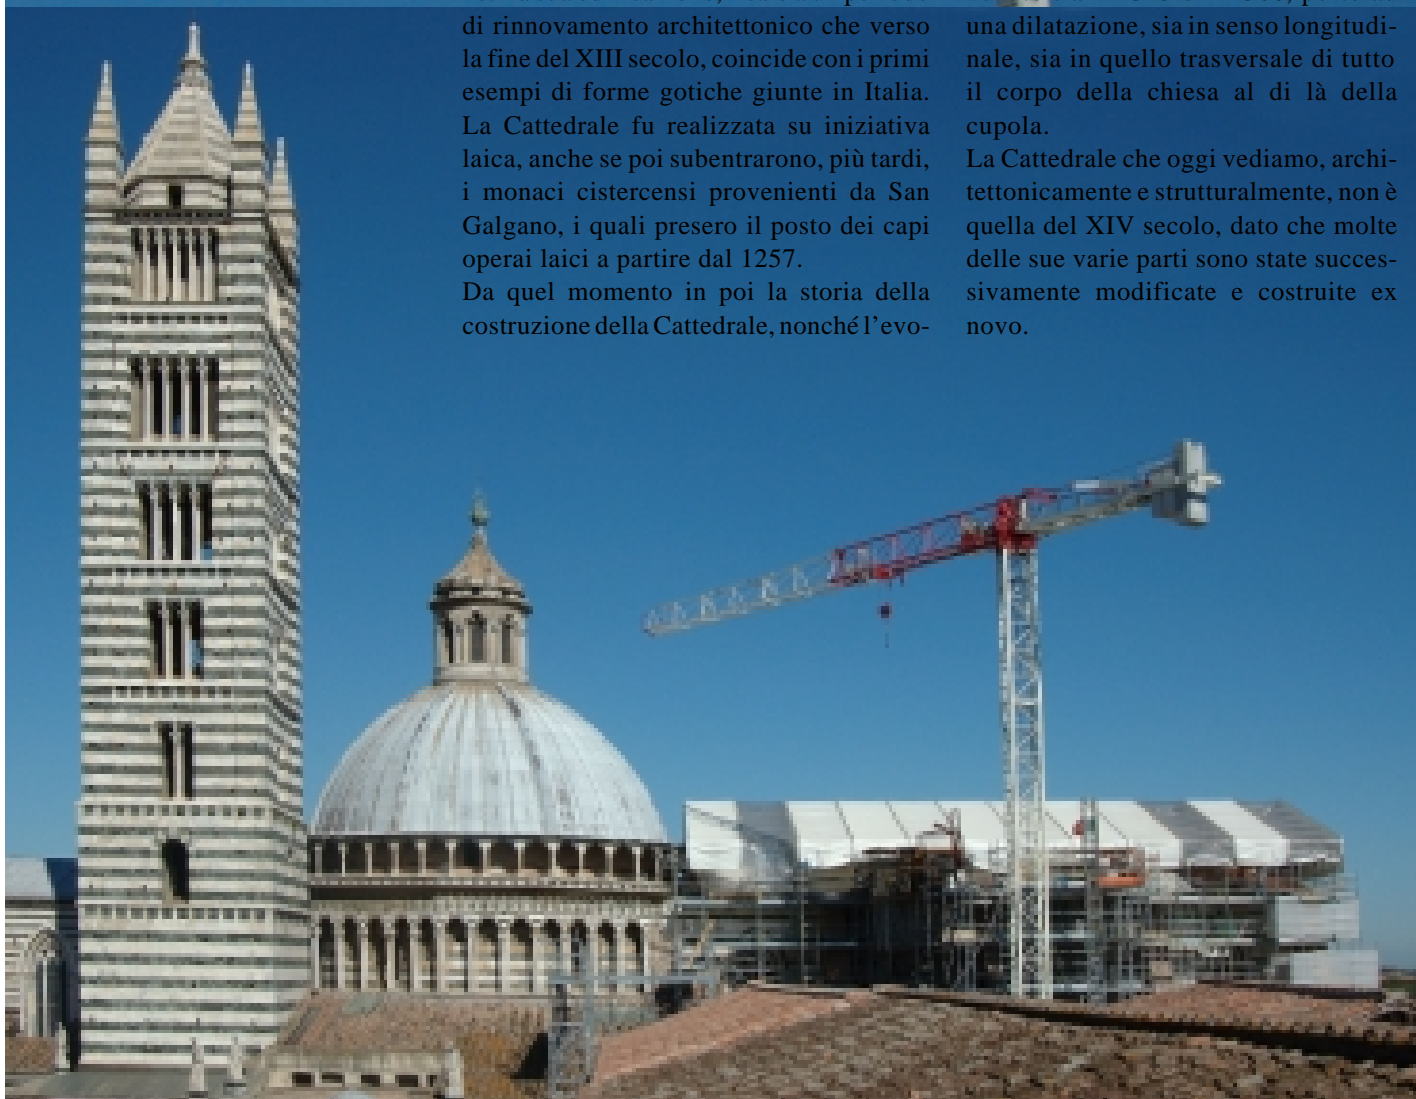 di rinnovamento architettonico che verso
la fine del XIII secolo, coincide con i primi
esempi di forme gotiche giunte in Italia.
La Cattedrale fu realizzata su iniziativa
laica, anche se poi subentrarono, più tardi,
i monaci cistercensi provenienti da San
Galgano, i quali presero il posto dei capi
operai laici a partire dal 1257.
Da quel momento in poi la storia della
costruzione della Cattedrale, nonché l'evo-
una dilatazione, sia in senso longitudi-
nale, sia in quello trasversale di tutto
il corpo della chiesa al di là della
cupola.
La Cattedrale che oggi vediamo, archi-
tettonicamente e strutturalmente, non è
quella del XIV secolo, dato che molte
delle sue varie parti sono state succes-
sivamente modificate e costruite ex
novo.